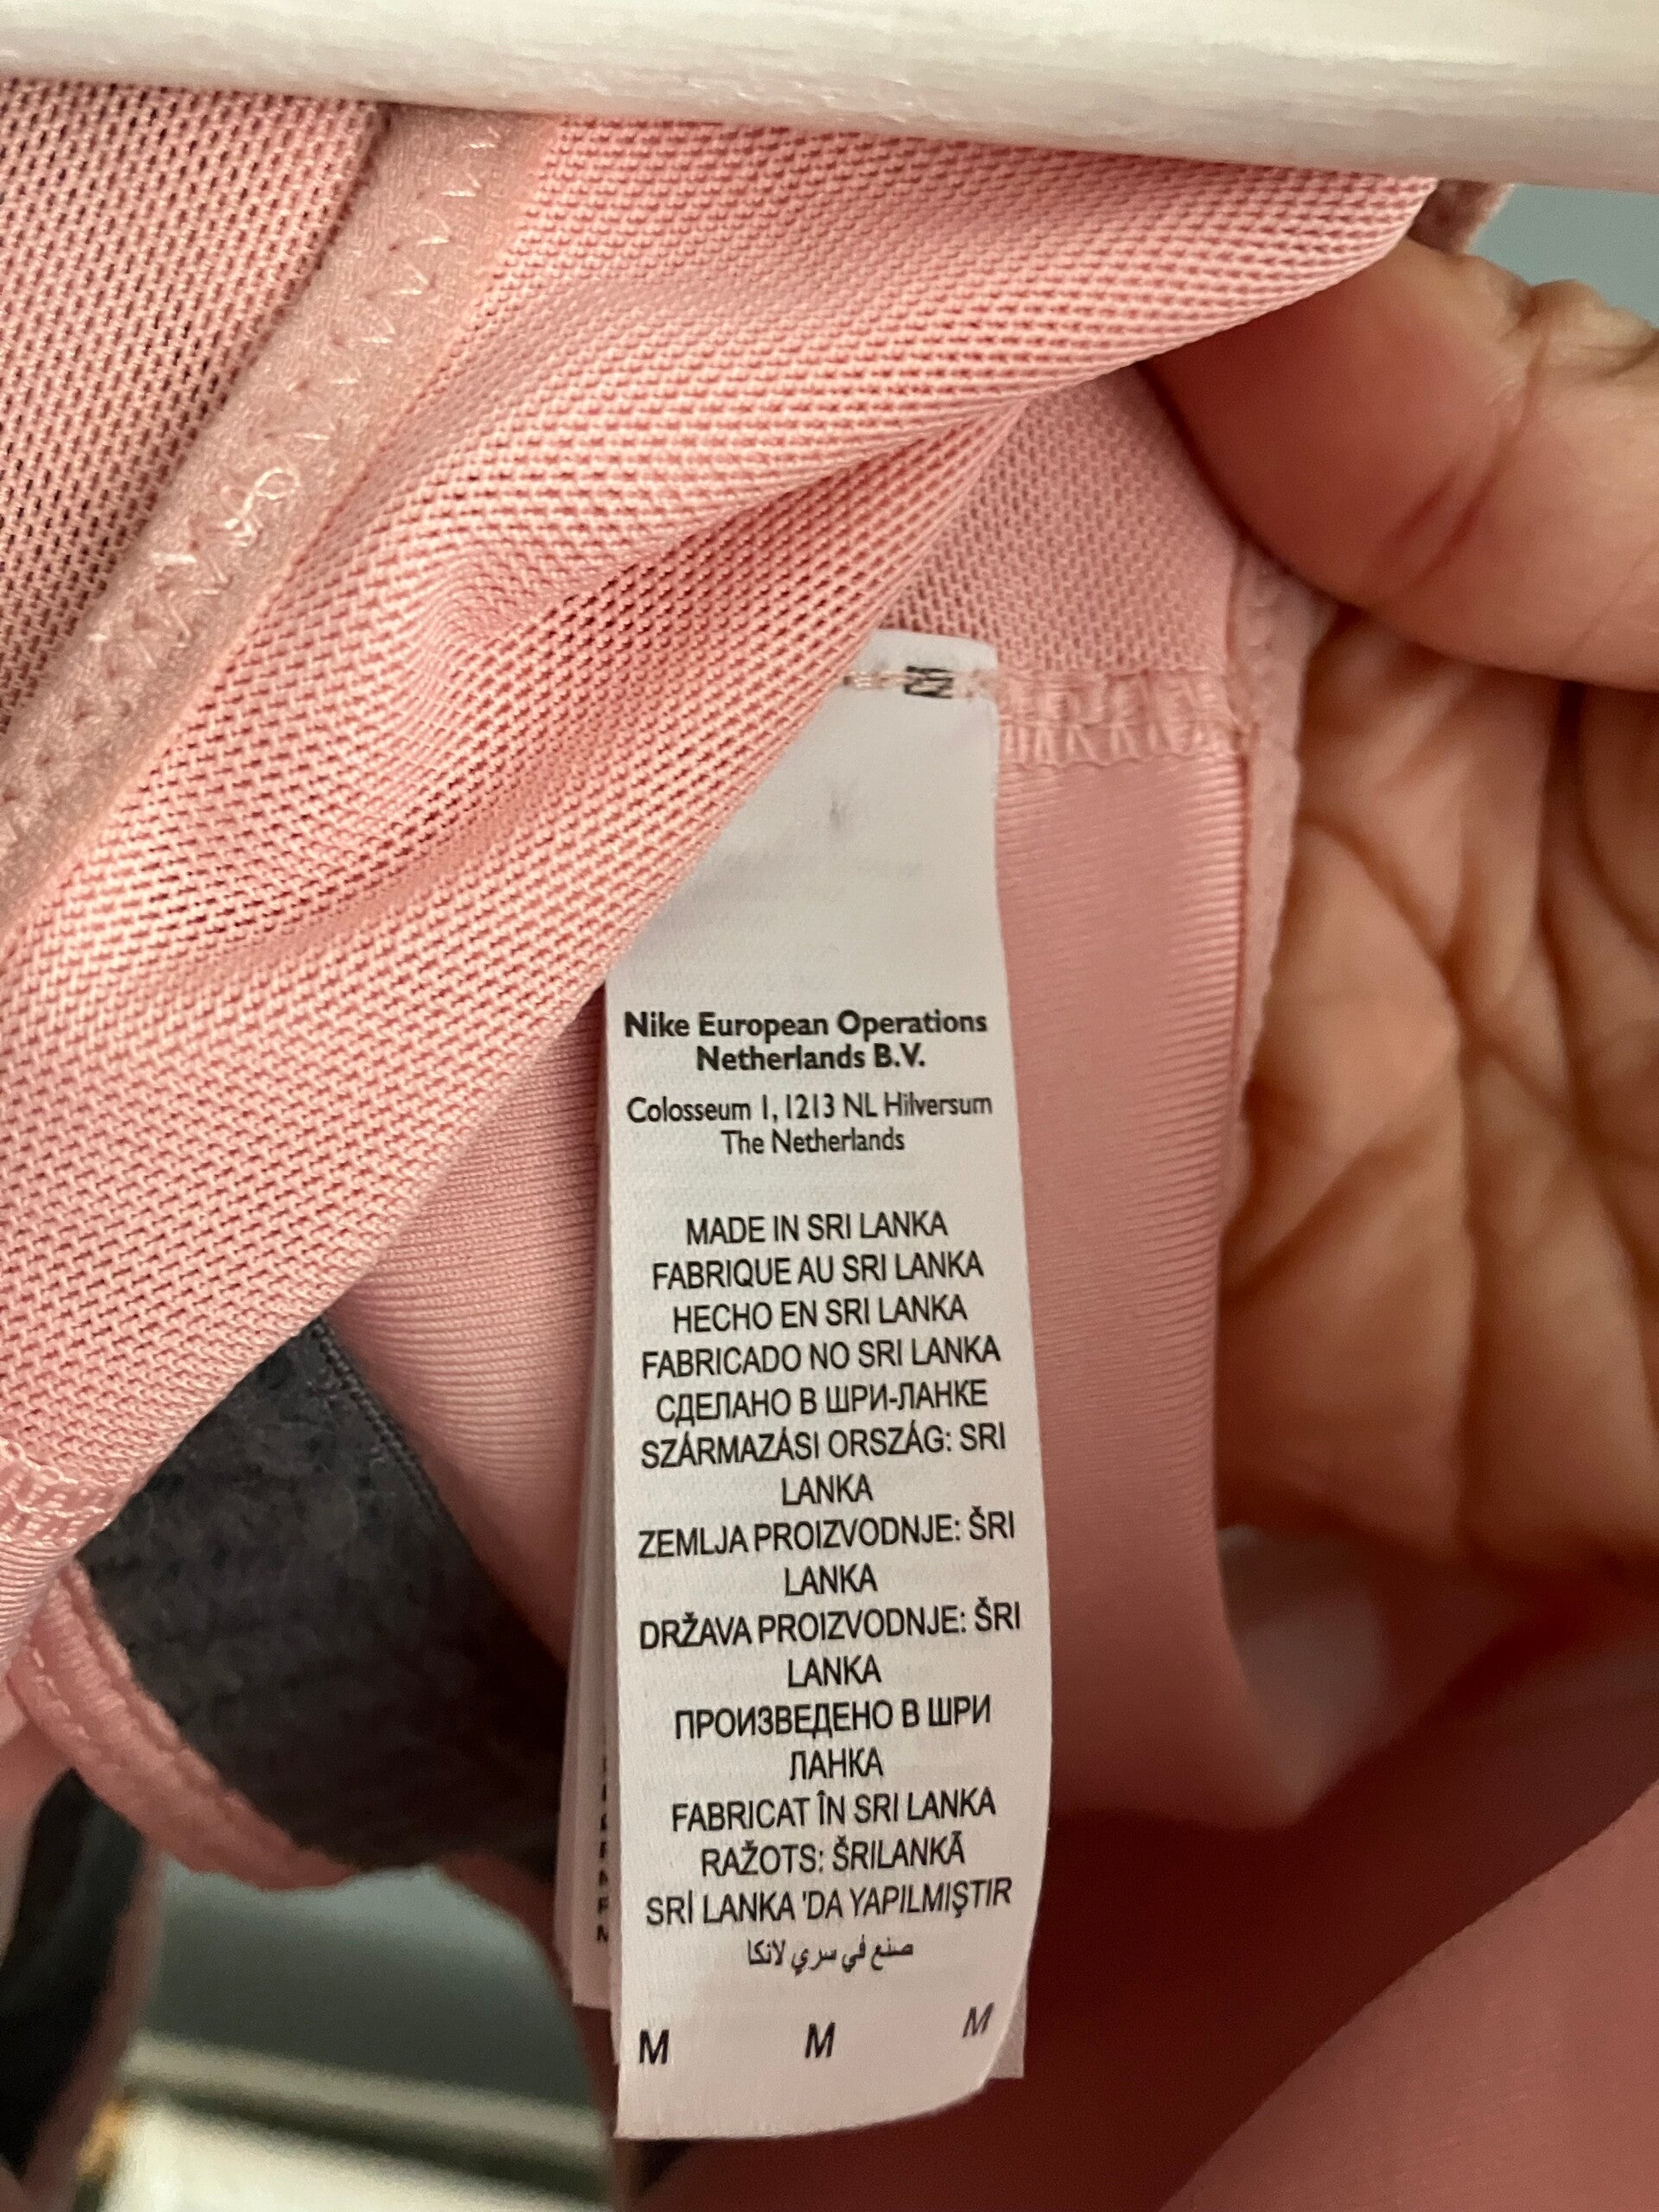 Nike European Operations
Netherlands B.V.
Colosseum 1, 1213 NL Hilversum
The Netherlands
MADE IN SRI LANKA
FABRIQUE AU SRI LANKA
HECHO EN SRI LANKA
FABRICADO NO SRI LANKA
СДЕЛАНО В ШРИ-ЛАНКЕ
SZÁRMAZÁSI ORSZÁG: SRI
LANKA
ZEMLJA PROIZVODNJE: ŠRI
LANKA
DRŽAVA PROIZVODNJE: ŠRI
LANKA
ПРОИЗВЕДЕНО В ШРИ
ЛАНКА
FABRICAT ÎN SRI LANKA
RAŽOTS: ŠRILANKĀ
SRİ LANKA 'DA YAPILMIŞTIR
صنع في سري لانكا
M M M